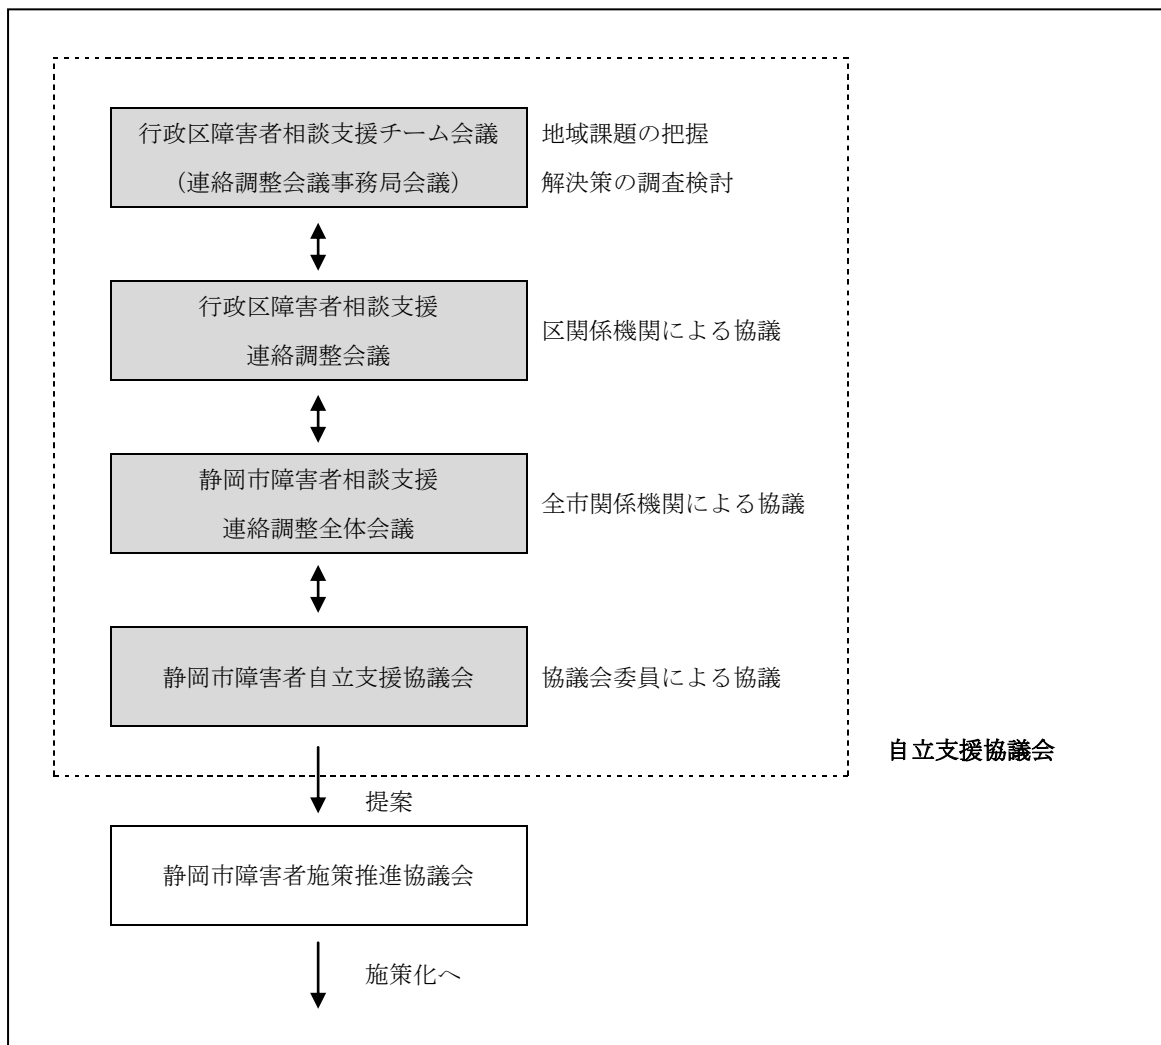 行政区障害者相談支援チーム会議
（連絡調整会議事務局会議）
地域課題の把握
解決策の調査検討
行政区障害者相談支援
連絡調整会議
区関係機関による協議
静岡市障害者相談支援
連絡調整全体会議
全市関係機関による協議
静岡市障害者自立支援協議会
協議会委員による協議
自立支援協議会
提案
静岡市障害者施策推進協議会
施策化へ